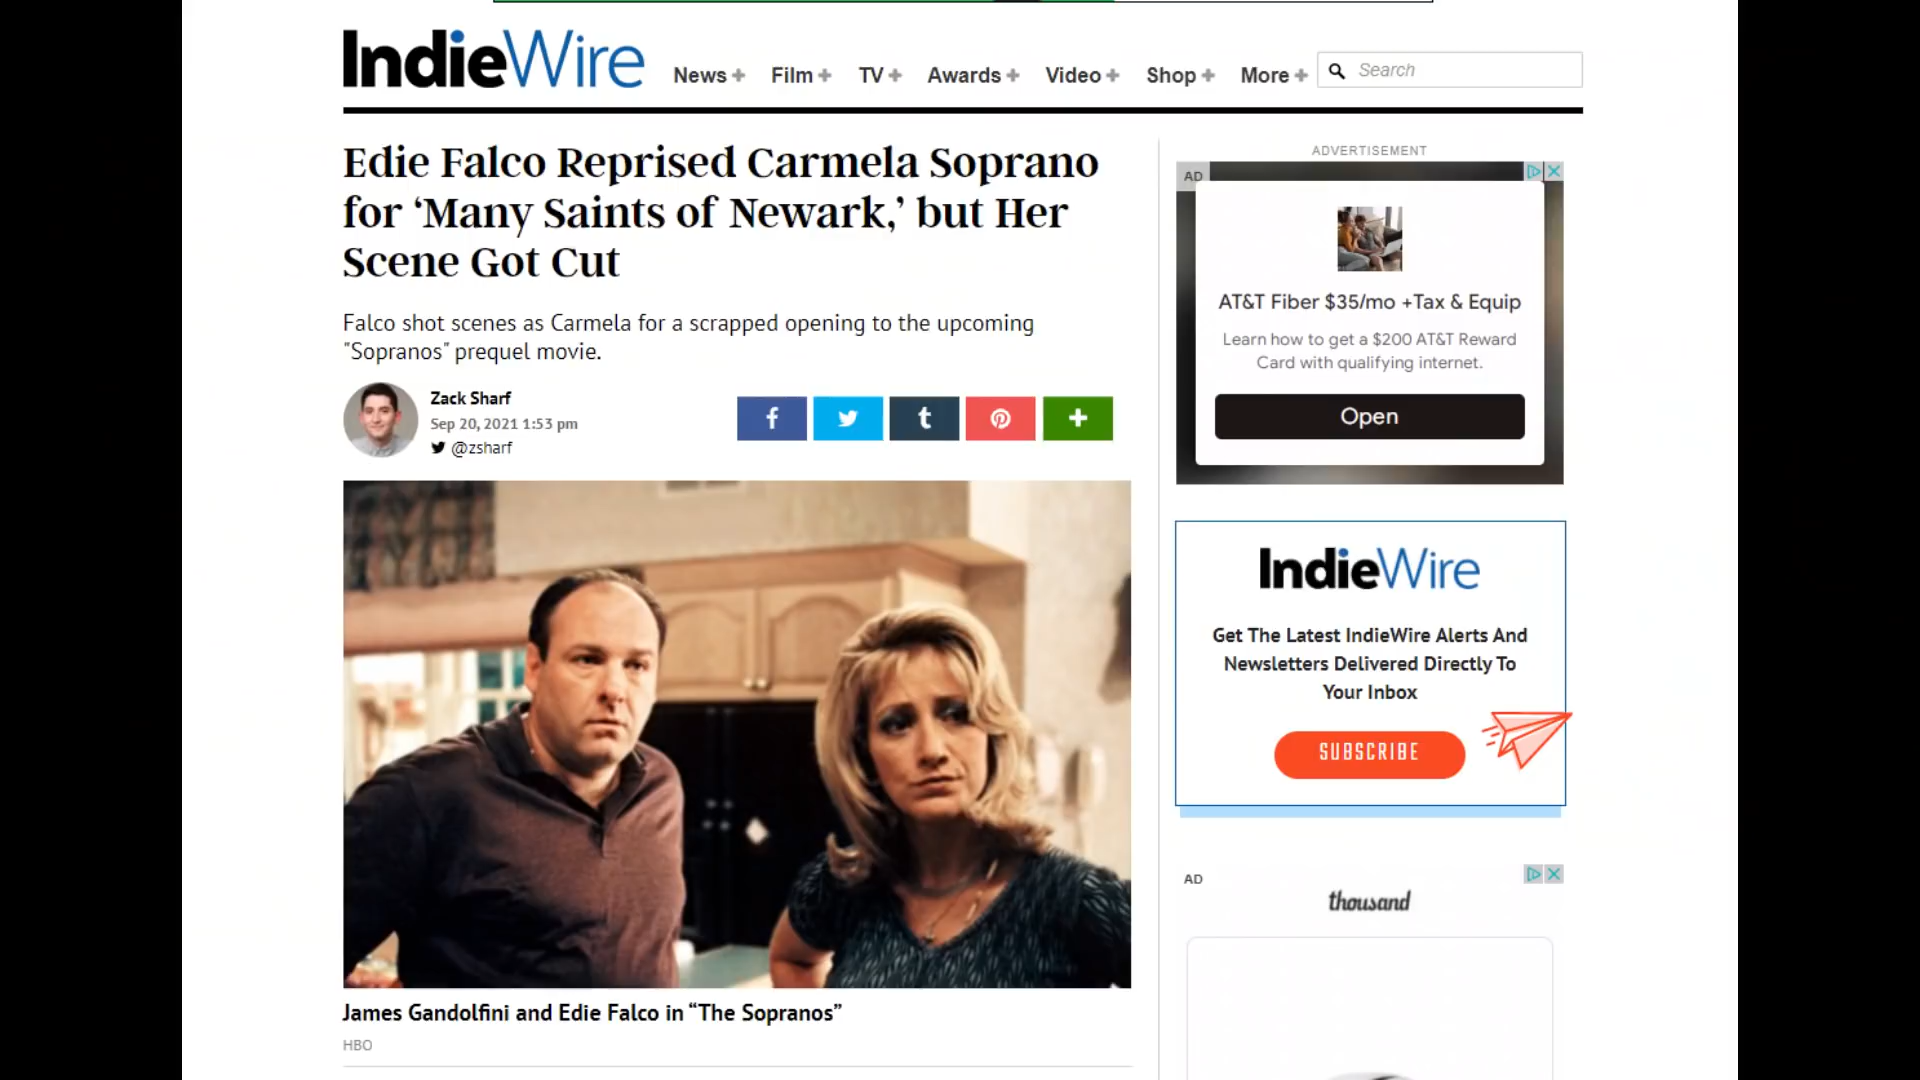 IndieWire
News + Film + TV + Awards + Video + Shop + More + Search
Edie Falco Reprised Carmela Soprano
for ‘Many Saints of Newark,’ but Her
Scene Got Cut
Falco shot scenes as Carmela for a scrapped opening to the upcoming
"Sopranos" prequel movie.
Zack Sharf
Sep 20, 2021 1:53 pm
@zsharf
f t +
James Gandolfini and Edie Falco in “The Sopranos”
HBO
ADVERTISEMENT
AD
AT&T Fiber $35/mo +Tax & Equip
Learn how to get a $200 AT&T Reward
Card with qualifying internet.
Open
IndieWire
Get The Latest IndieWire Alerts And
Newsletters Delivered Directly To
Your Inbox
SUBSCRIBE
AD
thousand